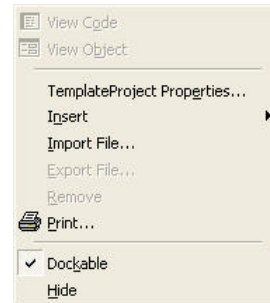 View Code
View Object
TemplateProject Properties...
Insert
Import File...
Export File...
Remove
Print...
Dockable
Hide